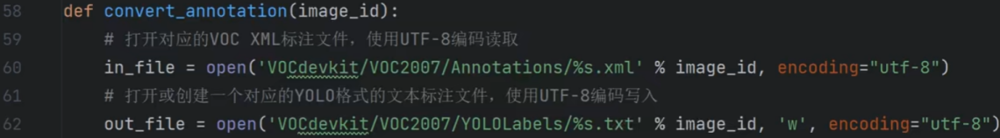 58 def convert_annotation(image_id):
59 # 打开对应的VOC XML标注文件，使用UTF-8编码读取
60 in_file = open('VOCdevkit/VOC2007/Annotations/%s.xml' % image_id, encoding="utf-8")
61 # 打开或创建一个对应的YOLO格式的文本标注文件，使用UTF-8编码写入
62 out_file = open('VOCdevkit/VOC2007/YOLOLabels/%s.txt' % image_id, 'w', encoding="utf-8")